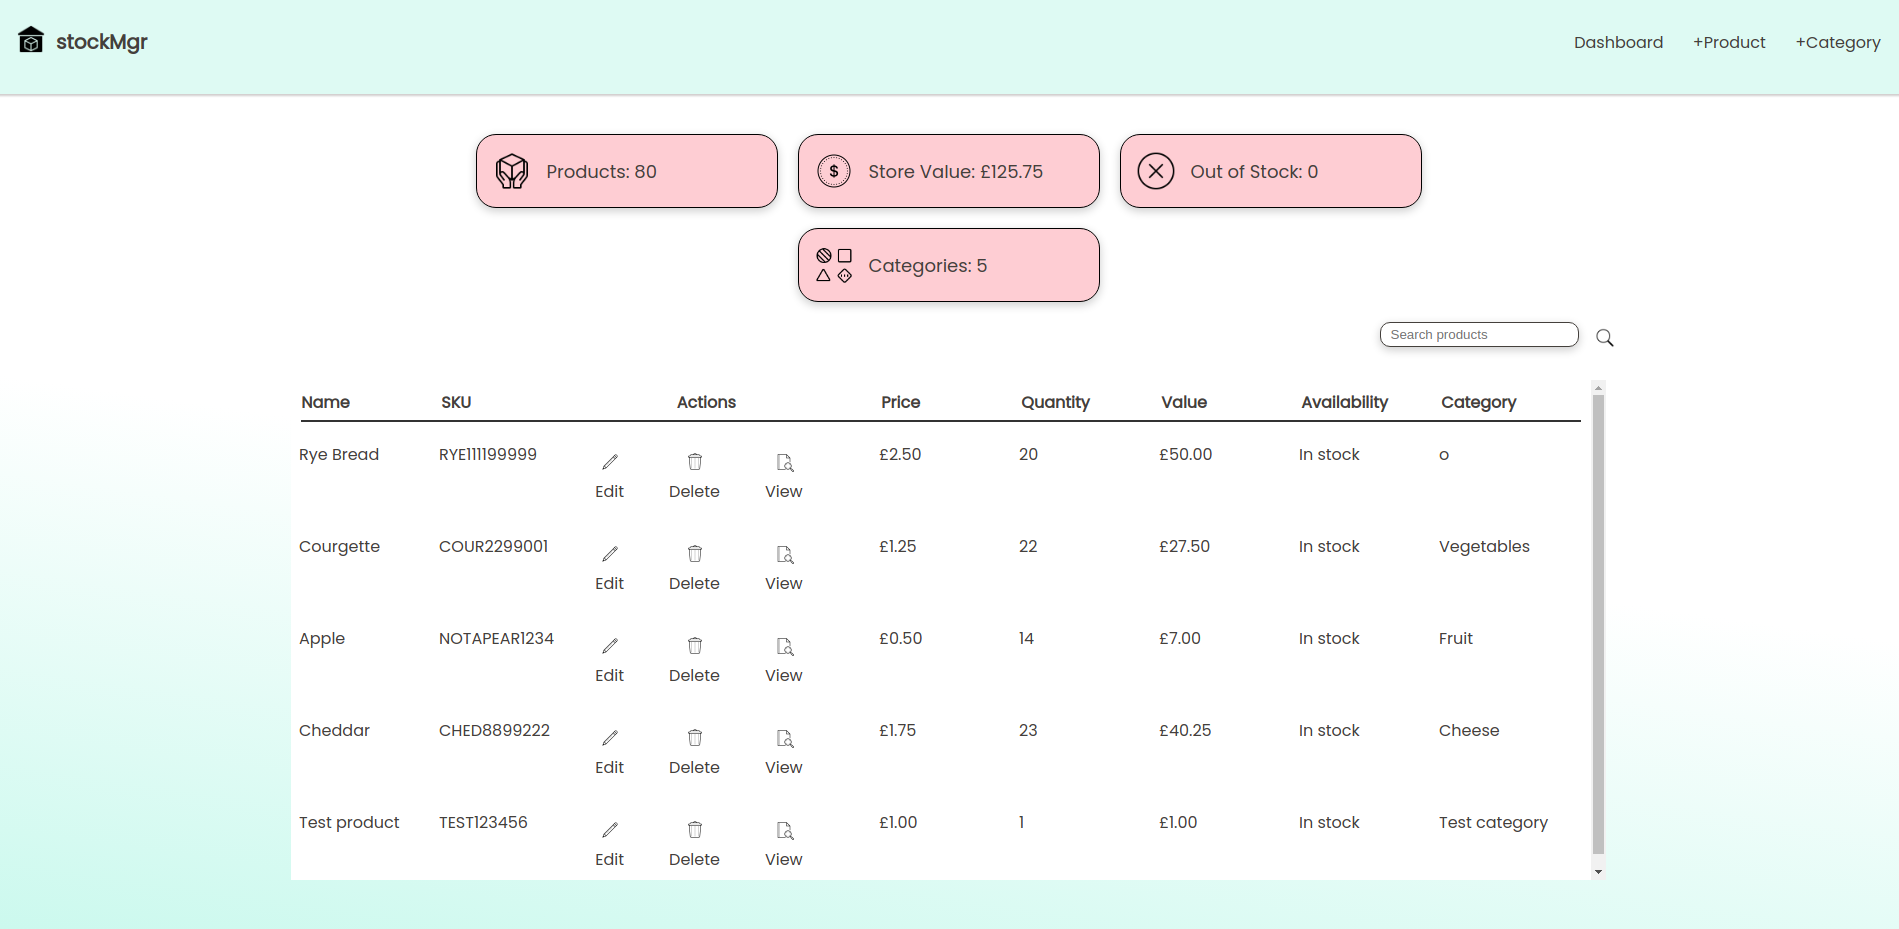 stockMgr
Dashboard +Product +Category
Products: 80
$
Store Value: £125.75
Out of Stock: 0
Categories: 5
Search products
Name SKU Actions Price Quantity Value Availability Category
Rye Bread RYE111199999 £2.50 20 £50.00 In stock o
Edit Delete View
Courgette COUR2299001 £1.25 22 £27.50 In stock Vegetables
Edit Delete View
Apple NOTAPEAR1234 £0.50 14 £7.00 In stock Fruit
Edit Delete View
Cheddar CHED8899222 £1.75 23 £40.25 In stock Cheese
Edit Delete View
Test product TEST123456 £1.00 1 £1.00 In stock Test category
Edit Delete View